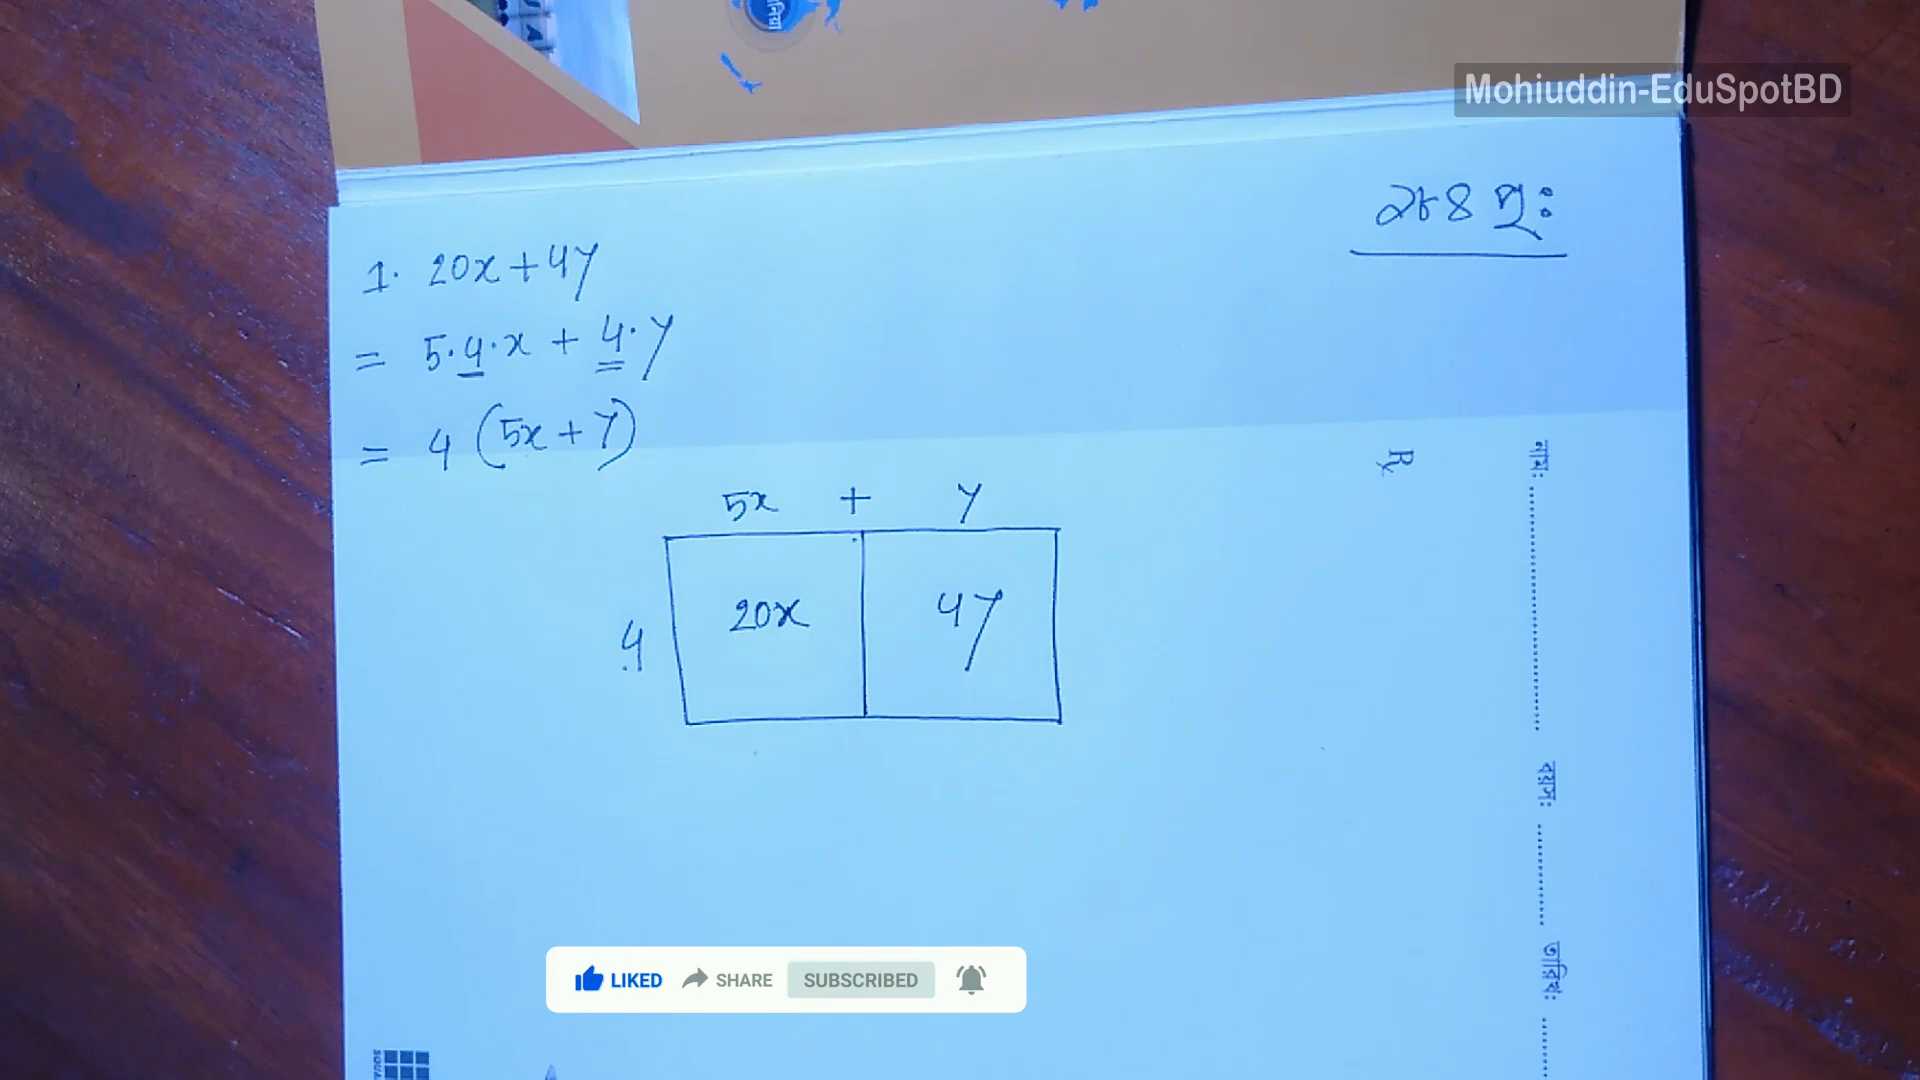 Mohiuddin-EduSpotBD
২৮৪ পৃঃ
1. 20x+4y
= 5·4·x + 4·y
= 4 (5x+y)
5x + y
4 20x 4y
℞
নাম: ..............................
বয়স: .............
তারিখ: ........
LIKED SHARE SUBSCRIBED